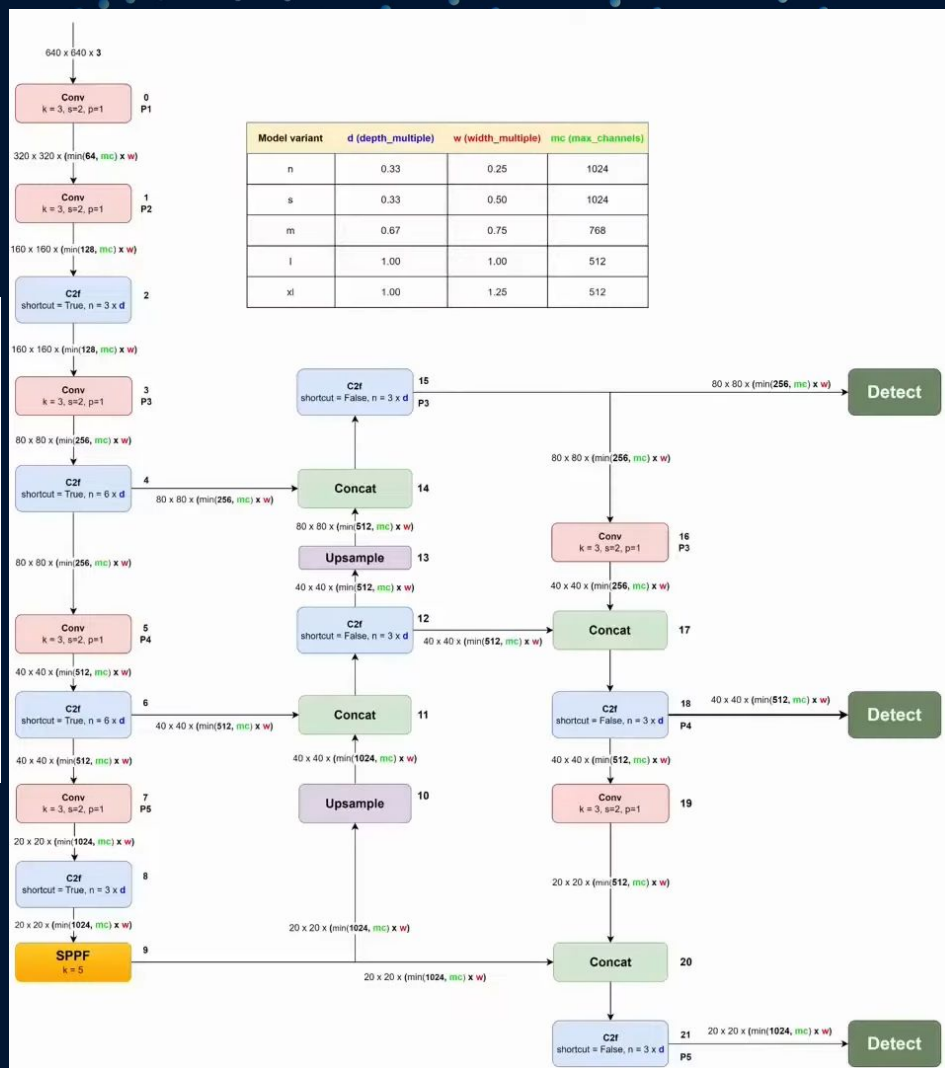 640 x 640 x 3
Conv
k = 3, s=2, p=1
0
P1
320 x 320 x (min(64, mc) x w)
Conv
k = 3, s=2, p=1
1
P2
160 x 160 x (min(128, mc) x w)
C2f
shortcut = True, n = 3 x d
2
160 x 160 x (min(128, mc) x w)
Conv
k = 3, s=2, p=1
3
P3
80 x 80 x (min(256, mc) x w)
C2f
shortcut = True, n = 6 x d
4
80 x 80 x (min(256, mc) x w)
80 x 80 x (min(256, mc) x w)
Conv
k = 3, s=2, p=1
5
P4
40 x 40 x (min(512, mc) x w)
C2f
shortcut = True, n = 6 x d
6
40 x 40 x (min(512, mc) x w)
40 x 40 x (min(512, mc) x w)
Conv
k = 3, s=2, p=1
7
P5
20 x 20 x (min(1024, mc) x w)
C2f
shortcut = True, n = 3 x d
8
20 x 20 x (min(1024, mc) x w)
SPPF
k = 5
9
20 x 20 x (min(1024, mc) x w)
20 x 20 x (min(1024, mc) x w)
Model variant d (depth_multiple) w (width_multiple) mc (max_channels)
n 0.33 0.25 1024
s 0.33 0.50 1024
m 0.67 0.75 768
l 1.00 1.00 512
xl 1.00 1.25 512
C2f
shortcut = False, n = 3 x d
15
P3
Concat
14
80 x 80 x (min(512, mc) x w)
Upsample
13
40 x 40 x (min(512, mc) x w)
C2f
shortcut = False, n = 3 x d
12
40 x 40 x (min(512, mc) x w)
Concat
11
40 x 40 x (min(1024, mc) x w)
Upsample
10
80 x 80 x (min(256, mc) x w)
Detect
80 x 80 x (min(256, mc) x w)
Conv
k = 3, s=2, p=1
16
P3
40 x 40 x (min(256, mc) x w)
Concat
17
C2f
shortcut = False, n = 3 x d
18
P4
40 x 40 x (min(512, mc) x w)
Detect
40 x 40 x (min(512, mc) x w)
Conv
k = 3, s=2, p=1
19
20 x 20 x (min(512, mc) x w)
Concat
20
C2f
shortcut = False, n = 3 x d
21
P5
20 x 20 x (min(1024, mc) x w)
Detect